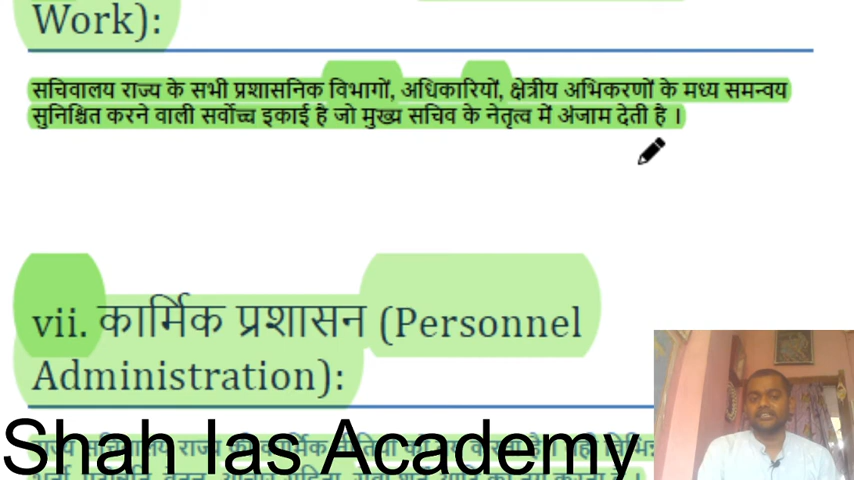 Work):
सचिवालय राज्य के सभी प्रशासनिक विभागों, अधिकारियों, क्षेत्रीय अभिकरणों के मध्य समन्वय
सुनिश्चित करने वाली सर्वोच्च इकाई है जो मुख्य सचिव के नेतृत्व में अंजाम देती है ।
vii. कार्मिक प्रशासन (Personnel
Administration):
Shah Ias Academy